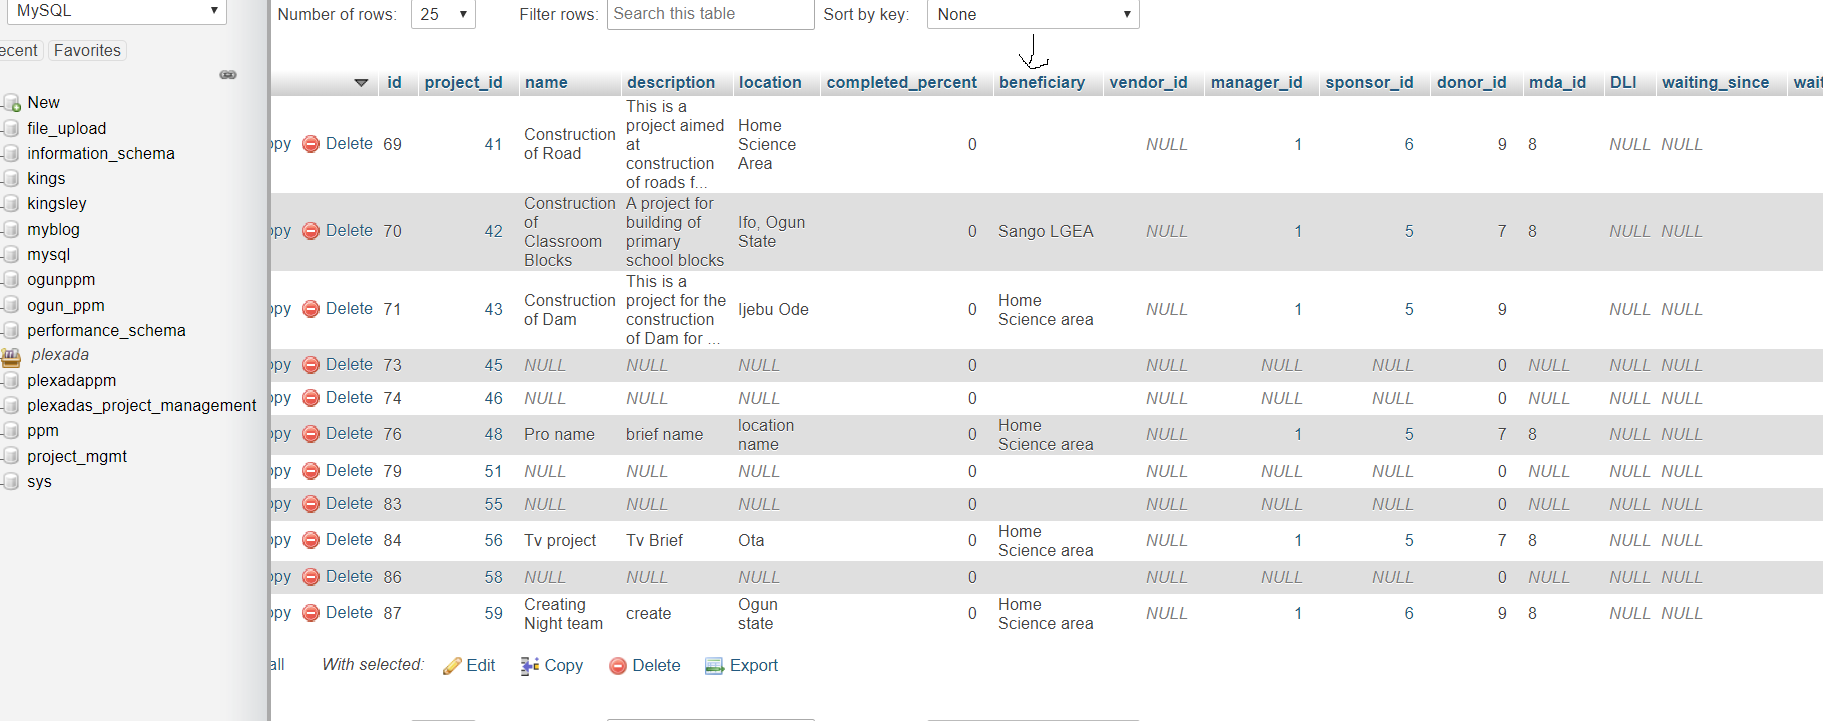 MySQL
Number of rows: 25 Filter rows: Search this table Sort by key: None
ecent Favorites
New
file_upload
information_schema
kings
kingsley
myblog
mysql
ogunppm
ogun_ppm
performance_schema
plexada
plexadappm
plexadas_project_management
ppm
project_mgmt
sys
id project_id name description location completed_percent beneficiary vendor_id manager_id sponsor_id donor_id mda_id DLI waiting_since wait
opy Delete 69 41 Construction of Road This is a project aimed at construction of roads f... Home Science Area 0 NULL 1 6 9 8 NULL NULL
opy Delete 70 42 Construction of Classroom Blocks A project for building of primary school blocks Ifo, Ogun State 0 Sango LGEA NULL 1 5 7 8 NULL NULL
opy Delete 71 43 Construction of Dam This is a project for the construction of Dam for ... Ijebu Ode 0 Home Science area NULL 1 5 9 NULL NULL
opy Delete 73 45 NULL NULL NULL 0 NULL NULL NULL 0 NULL NULL NULL
opy Delete 74 46 NULL NULL NULL 0 NULL NULL NULL 0 NULL NULL NULL
opy Delete 76 48 Pro name brief name location name 0 Home Science area NULL 1 5 7 8 NULL NULL
opy Delete 79 51 NULL NULL NULL 0 NULL NULL NULL 0 NULL NULL NULL
opy Delete 83 55 NULL NULL NULL 0 NULL NULL NULL 0 NULL NULL NULL
opy Delete 84 56 Tv project Tv Brief Ota 0 Home Science area NULL 1 5 7 8 NULL NULL
opy Delete 86 58 NULL NULL NULL 0 NULL NULL NULL 0 NULL NULL NULL
opy Delete 87 59 Creating Night team create Ogun state 0 Home Science area NULL 1 6 9 8 NULL NULL
all With selected: Edit Copy Delete Export